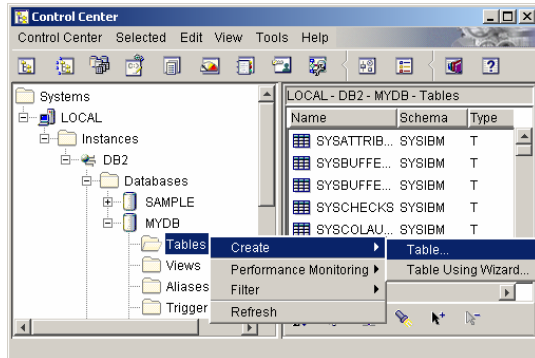 Control Center
Control Center Selected Edit View Tools Help
Systems
LOCAL
Instances
DB2
Databases
SAMPLE
MYDB
Tables
Views
Aliases
Trigger
LOCAL - DB2 - MYDB - Tables
Name Schema Type
SYSATTRIB... SYSIBM T
SYSBUFFE... SYSIBM T
SYSBUFFE... SYSIBM T
SYSCHECKS SYSIBM T
SYSCOLAU... SYSIBM T
Create
Performance Monitoring
Filter
Refresh
Table...
Table Using Wizard...